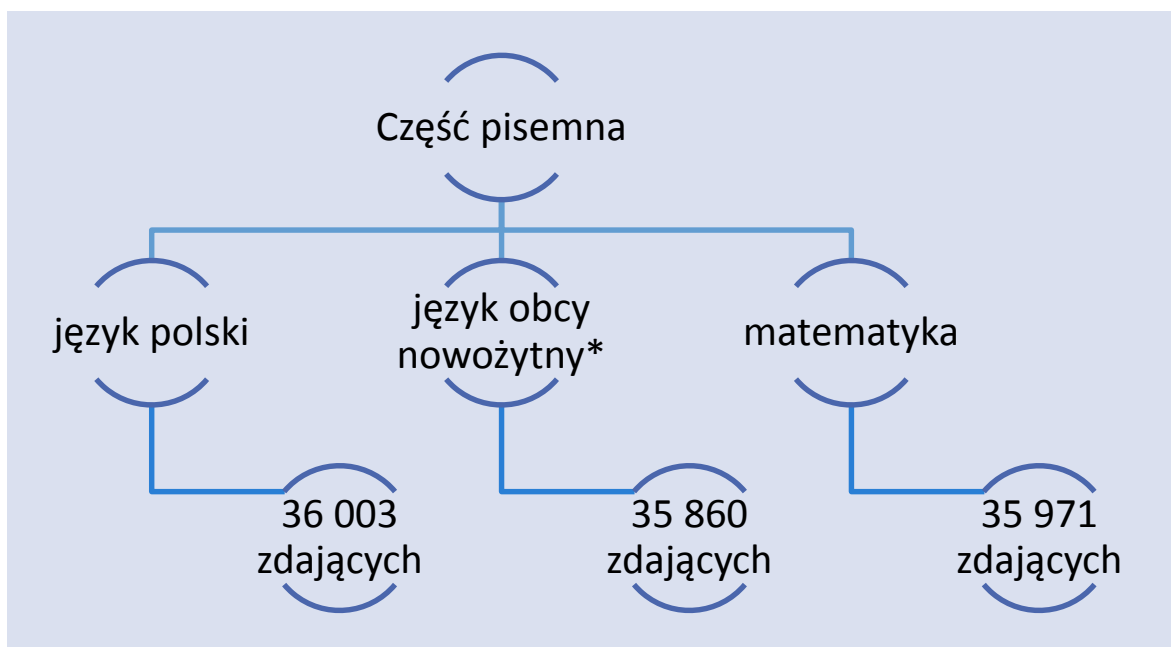 Część pisemna
język polski
język obcy
nowożytny*
matematyka
36 003
zdających
35 860
zdających
35 971
zdających